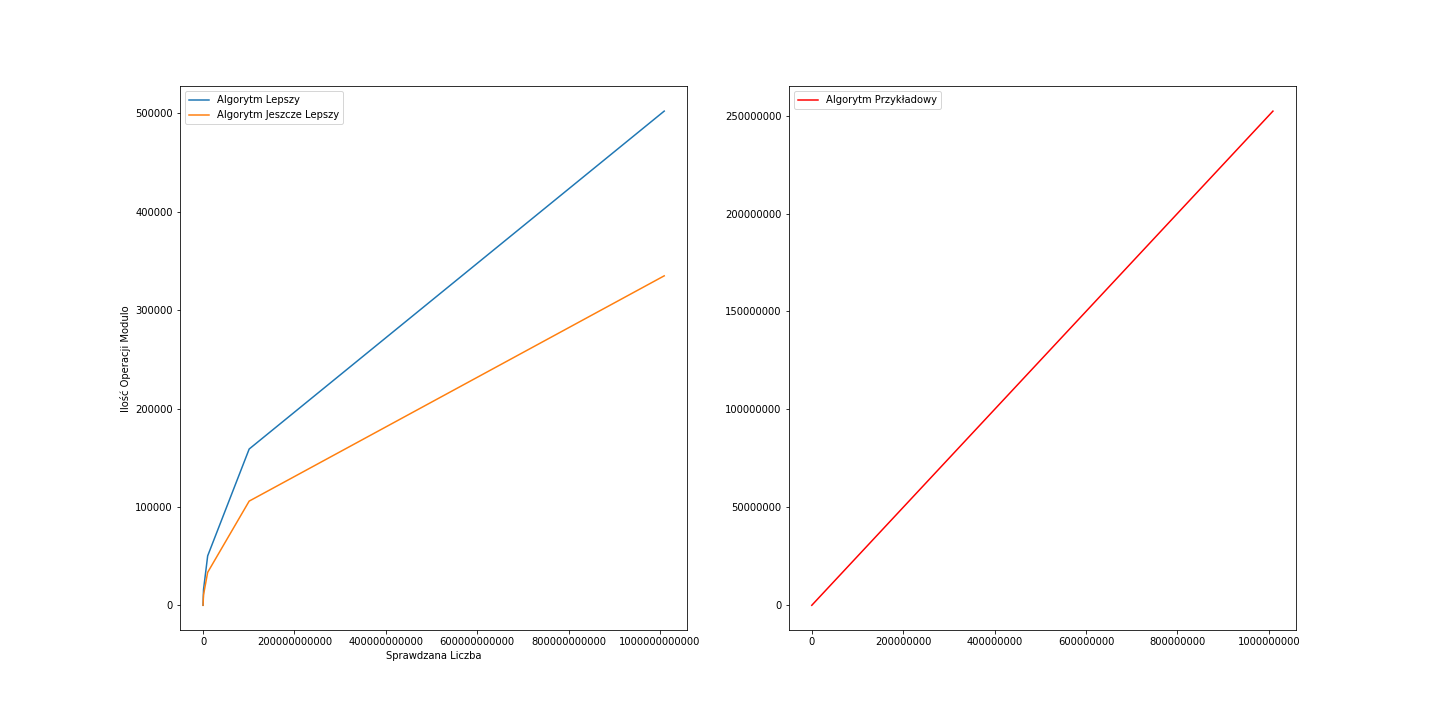 Algorytm Lepszy
Algorytm Jeszcze Lepszy
500000
400000
300000
200000
100000
0
Ilość Operacji Modulo
0 200000000000 400000000000 600000000000 800000000000 1000000000000
Sprawdzana Liczba
Algorytm Przykładowy
250000000
200000000
150000000
100000000
50000000
0
0 200000000 400000000 600000000 800000000 1000000000